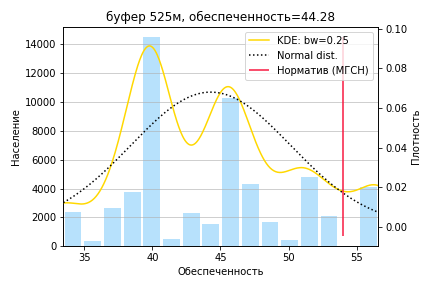 буфер 525м, обеспеченность=44.28
KDE: bw=0.25
Normal dist.
Норматив (МГСН)
14000
12000
10000
8000
6000
4000
2000
0
Население
0.10
0.08
0.06
0.04
0.02
0.00
Плотность
35 40 45 50 55
Обеспеченность